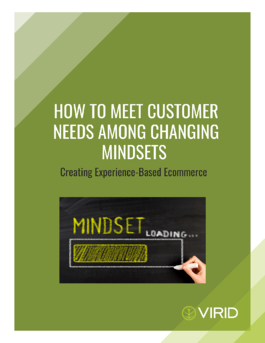 HOW TO MEET CUSTOMER
NEEDS AMONG CHANGING
MINDSETS
Creating Experience-Based Ecommerce
MINDSET LOADING...
VIRID